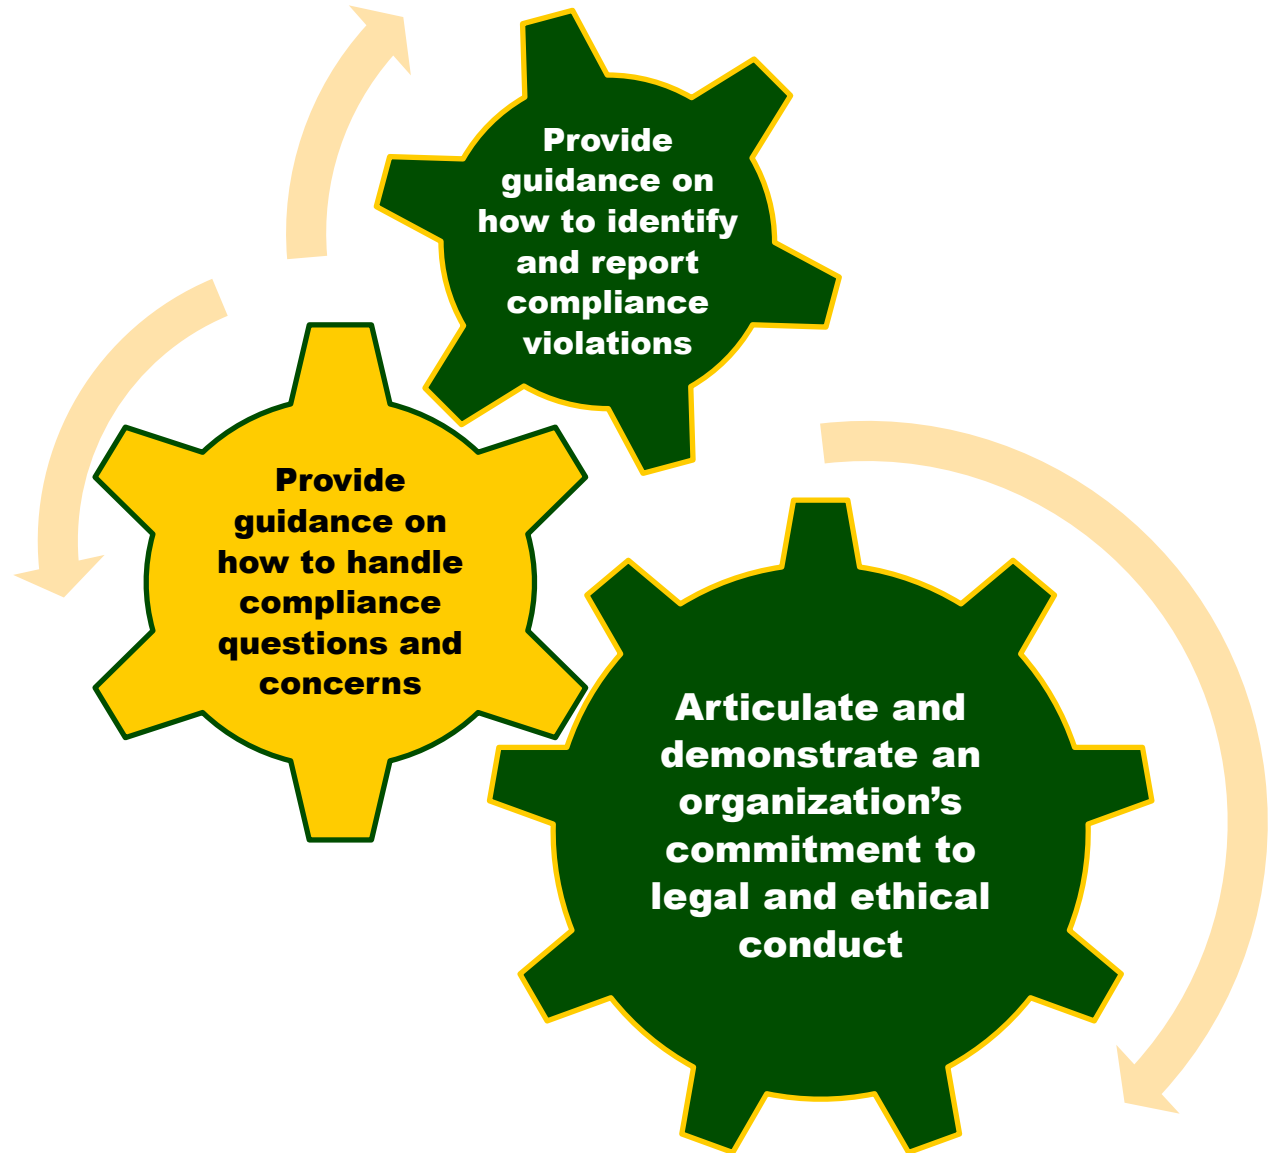 Provide
guidance on
how to identify
and report
compliance
violations
Provide
guidance on
how to handle
compliance
questions and
concerns
Articulate and
demonstrate an
organization’s
commitment to
legal and ethical
conduct